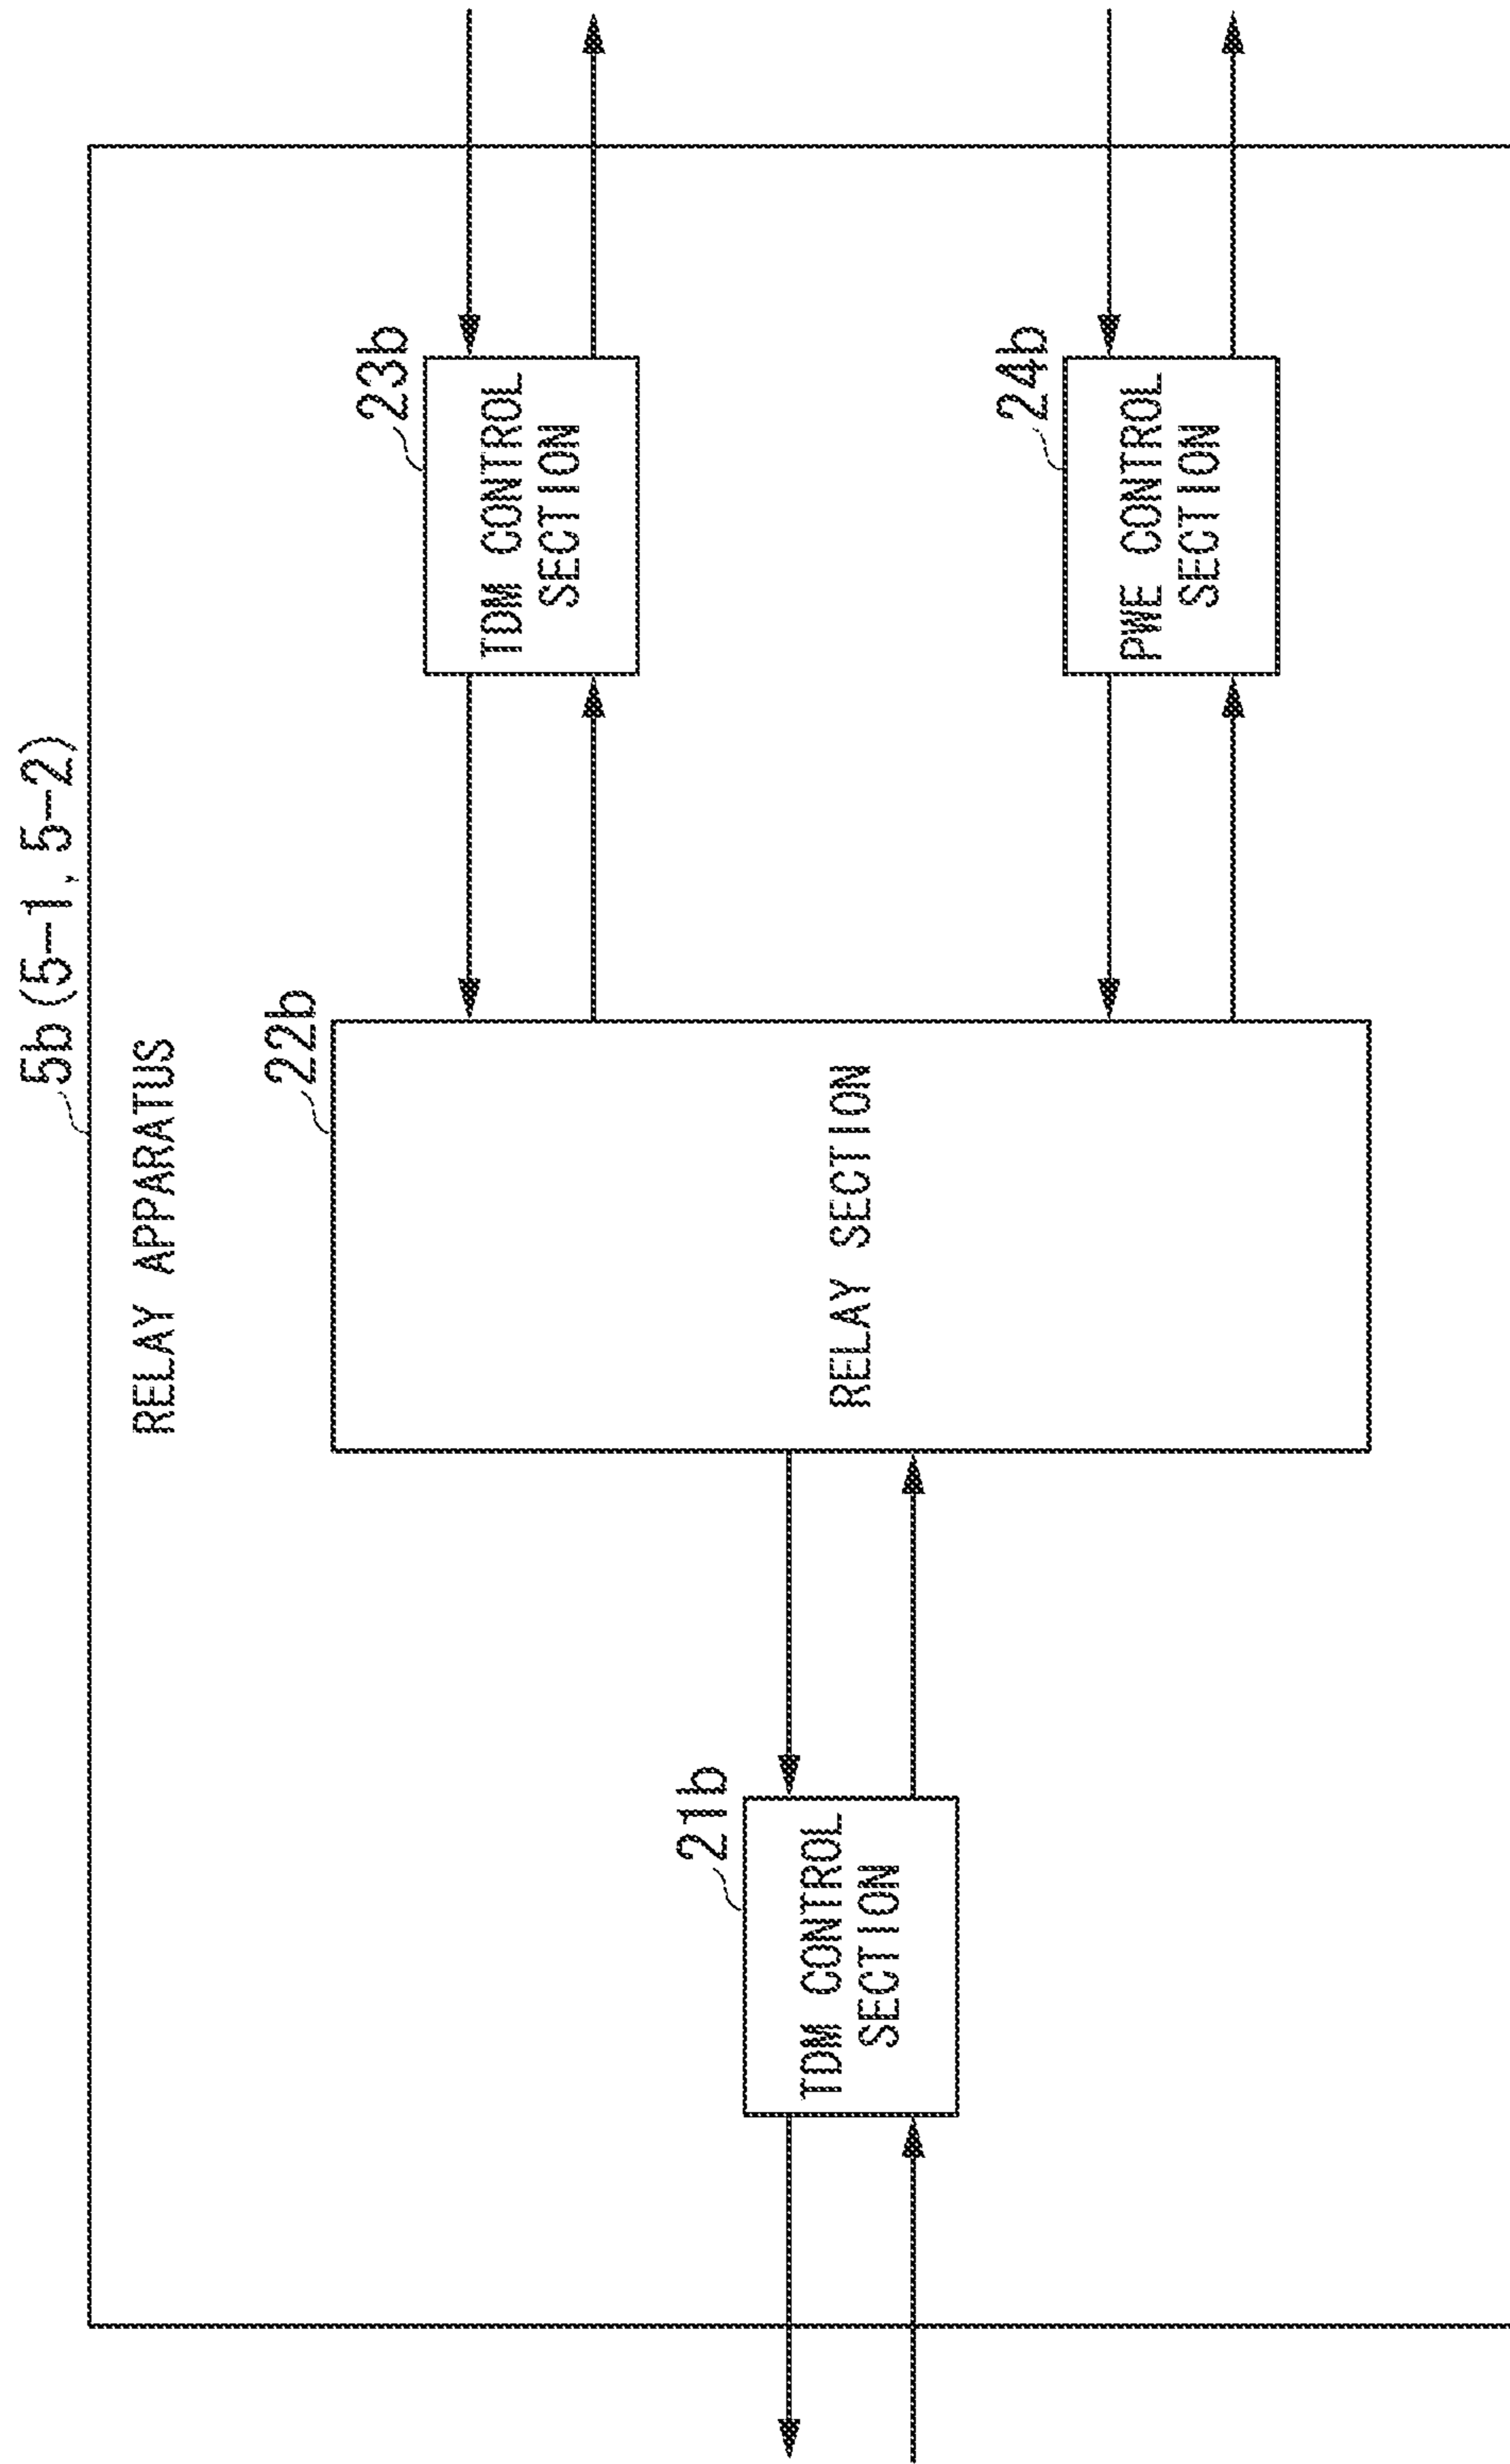 5b (5-1, 5-2)
RELAY APPARATUS
22b
RELAY SECTION
21b
TDM CONTROL
SECTION
23b
TDM CONTROL
SECTION
24b
PWE CONTROL
SECTION